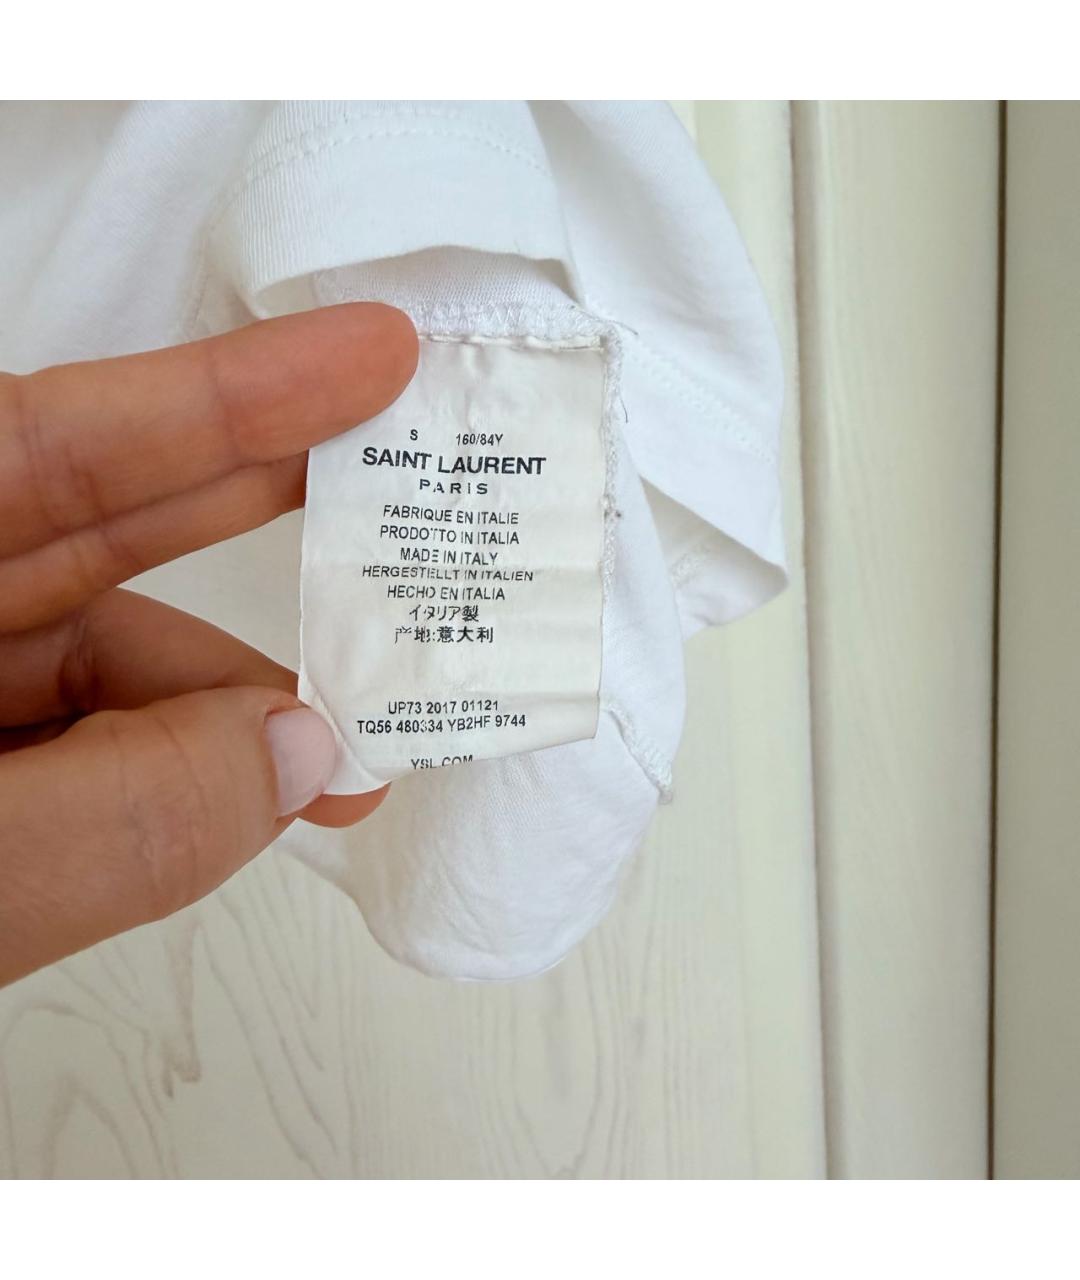 S 160/84Y
SAINT LAURENT
PARIS
FABRIQUE EN ITALIE
PRODOTTO IN ITALIA
MADE IN ITALY
HERGESTELLT IN ITALIEN
HECHO EN ITALIA
イタリア製
产地:意大利
UP73 2017 01121
TQ56 480334 YB2HF 9744
YSL.COM